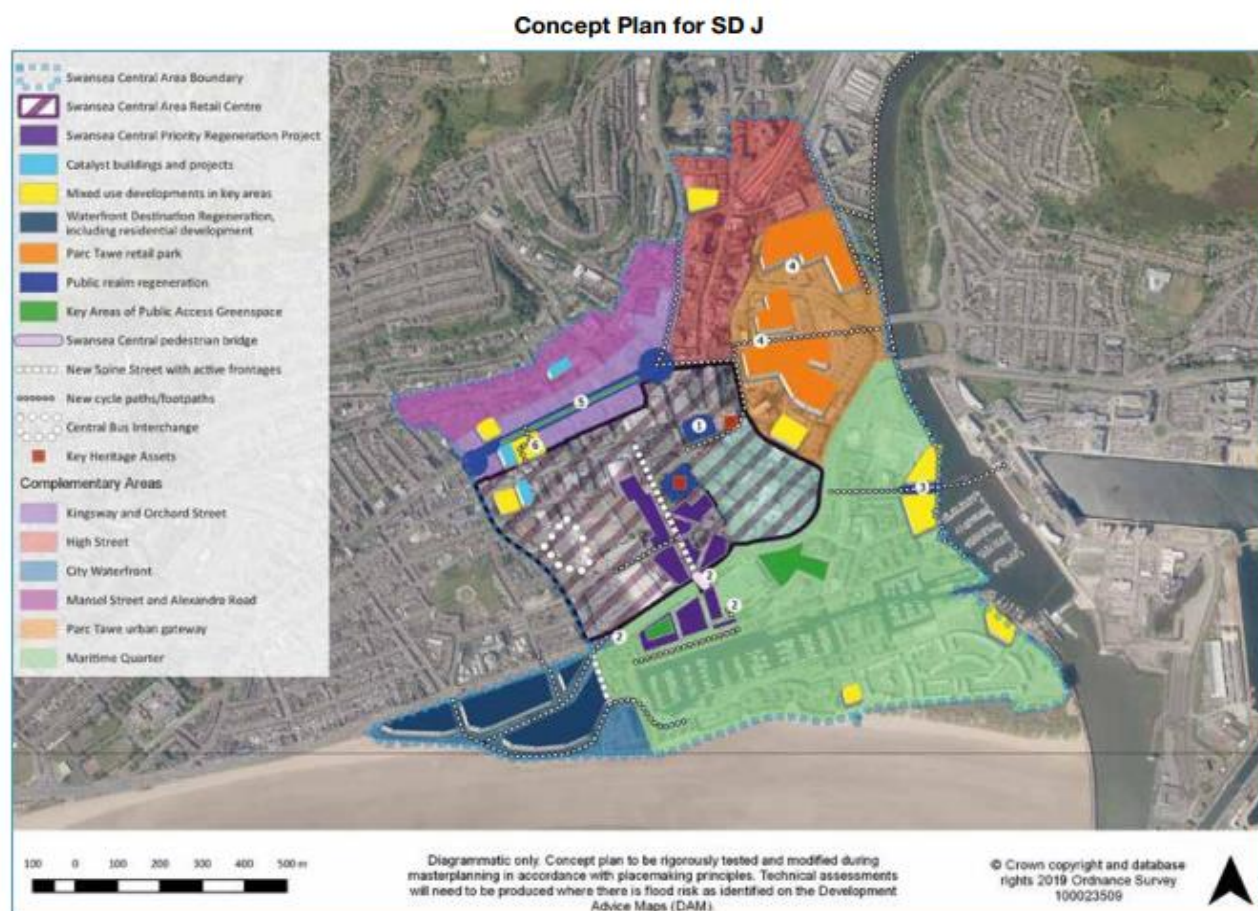 Concept Plan for SD J
Swansea Central Area Boundary
Swansea Central Area Retail Centre
Swansea Central Priority Regeneration Project
Catalyst buildings and projects
Mixed use developments in key areas
Waterfront Destination Regeneration,
including residential development
Parc Tawe retail park
Public realm regeneration
Key Areas of Public Access Greenspace
Swansea Central pedestrian bridge
New Spine Street with active frontages
New cycle paths/footpaths
Central Bus Interchange
Key Heritage Assets
Complementary Areas
Kingsway and Orchard Street
High Street
City Waterfront
Mansel Street and Alexandra Road
Parc Tawe urban gateway
Maritime Quarter
4
4
5
1
6
3
2
2
2
100 0 100 200 300 400 500 m
Diagrammatic only. Concept plan to be rigorously tested and modified during
masterplanning in accordance with placemaking principles. Technical assessments
will need to be produced where there is flood risk as identified on the Development
Advice Maps (DAM).
© Crown copyright and database
rights 2019 Ordnance Survey
100023509